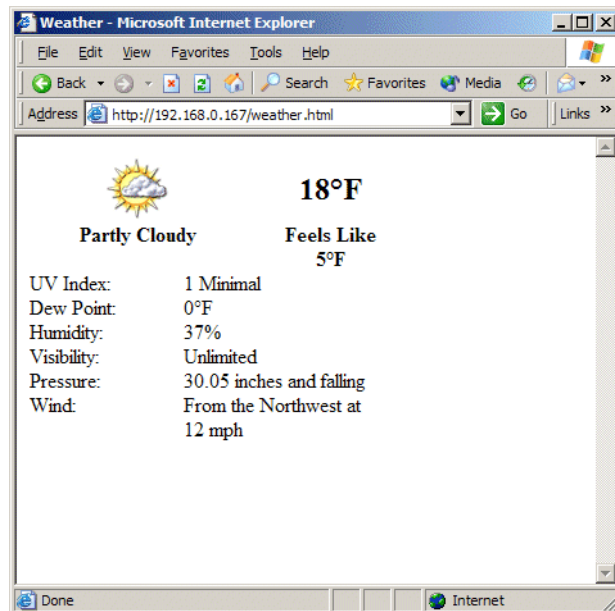 Weather - Microsoft Internet Explorer
File Edit View Favorites Tools Help
Back Search Favorites Media »
Address http://192.168.0.167/weather.html Go Links »
18°F
Partly Cloudy Feels Like
5°F
UV Index: 1 Minimal
Dew Point: 0°F
Humidity: 37%
Visibility: Unlimited
Pressure: 30.05 inches and falling
Wind: From the Northwest at
12 mph
Done Internet